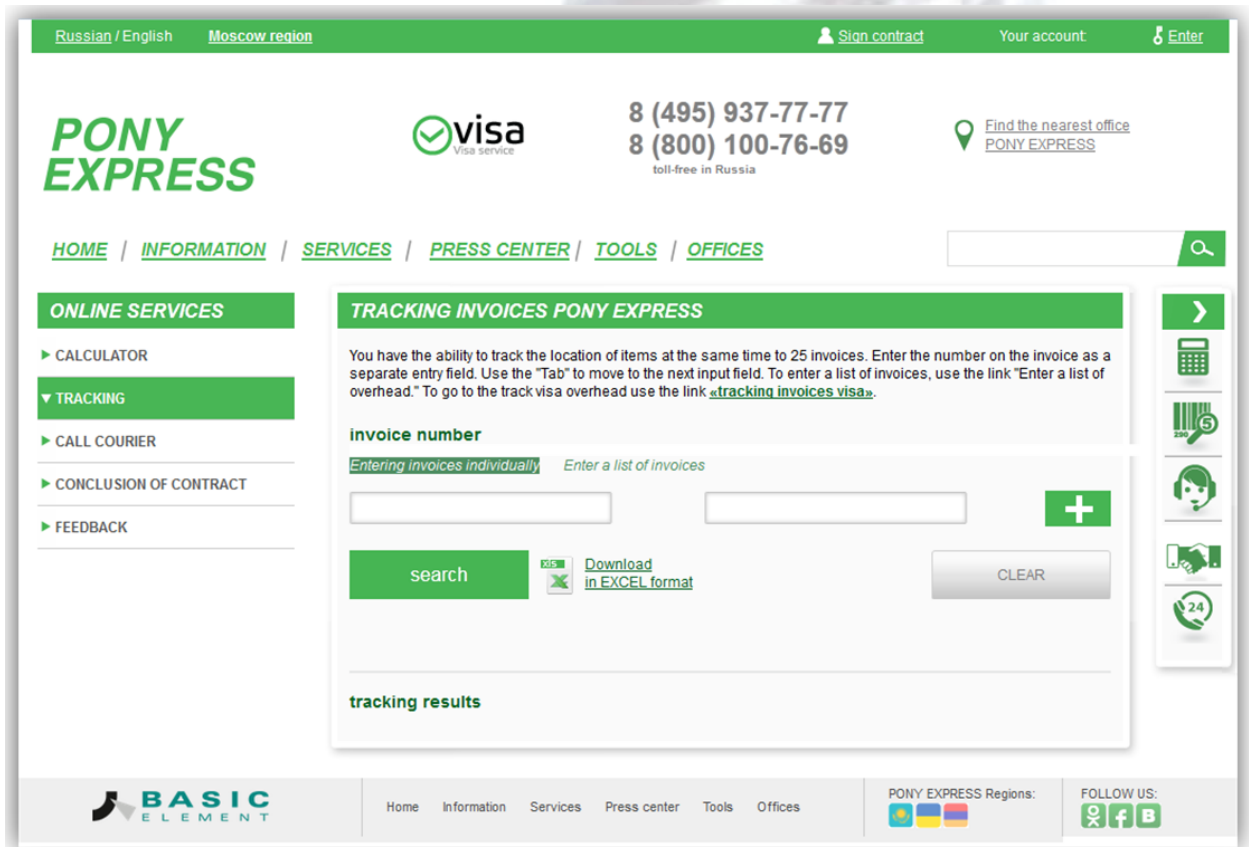 Russian / English Moscow region Sign contract Your account: Enter
PONY
EXPRESS
visa
Visa service
8 (495) 937-77-77
8 (800) 100-76-69
toll-free in Russia
Find the nearest office
PONY EXPRESS
HOME / INFORMATION / SERVICES / PRESS CENTER / TOOLS / OFFICES
ONLINE SERVICES
CALCULATOR
TRACKING
CALL COURIER
CONCLUSION OF CONTRACT
FEEDBACK
TRACKING INVOICES PONY EXPRESS
You have the ability to track the location of items at the same time to 25 invoices. Enter the number on the invoice as a
separate entry field. Use the "Tab" to move to the next input field. To enter a list of invoices, use the link "Enter a list of
overhead." To go to the track visa overhead use the link «tracking invoices visa».
invoice number
Entering invoices individually Enter a list of invoices
search
xls
Download
in EXCEL format
CLEAR
tracking results
290
5
24
BASIC
ELEMENT
Home Information Services Press center Tools Offices
PONY EXPRESS Regions:
FOLLOW US: